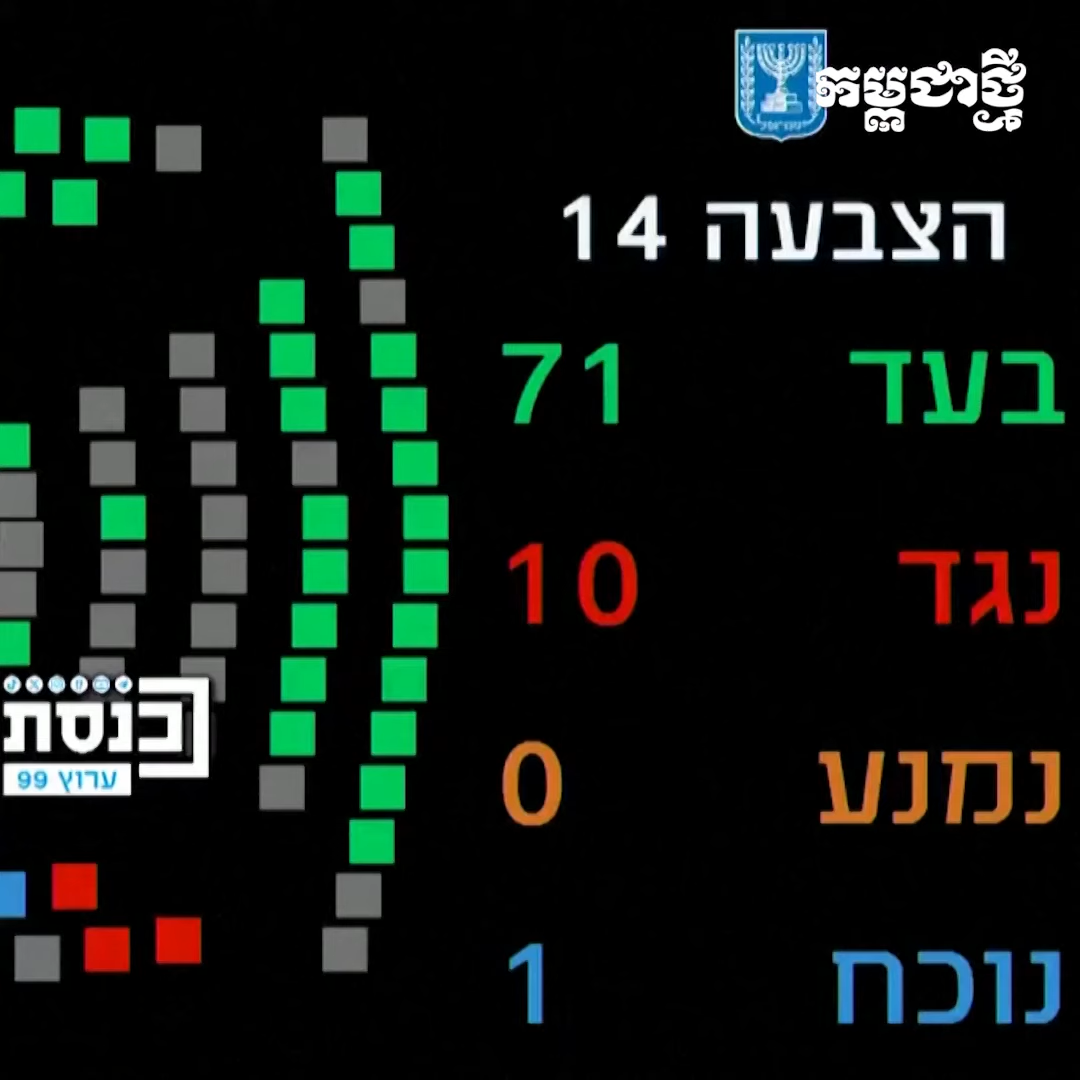 កម្ពុជាថ្មី
הצבעה 14
בעד 71
נגד 10
נמנע 0
נוכח 1
כנסת
ערוץ 99